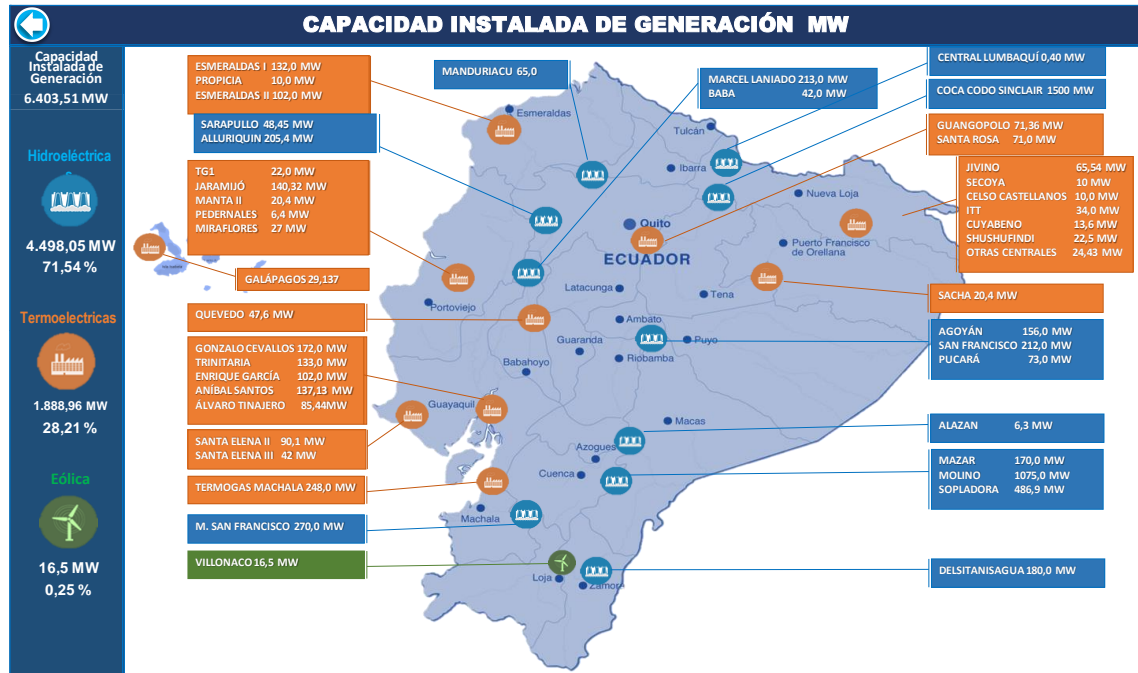 CAPACIDAD INSTALADA DE GENERACIÓN MW
Capacidad
Instalada de
Generación
6.403,51 MW
Hidroeléctrica
4.498,05 MW
71,54 %
Termoelectricas
1.888,96 MW
28,21 %
Eólica
16,5 MW
0,25 %
ESMERALDAS I 132,0 MW
PROPICIA 10,0 MW
ESMERALDAS II 102,0 MW
SARAPULLO 48,45 MW
ALLURIQUIN 205,4 MW
TG1 22,0 MW
JARAMIJÓ 140,32 MW
MANTA II 20,4 MW
PEDERNALES 6,4 MW
MIRAFLORES 27 MW
GALÁPAGOS 29,137
QUEVEDO 47,6 MW
GONZALO CEVALLOS 172,0 MW
TRINITARIA 133,0 MW
ENRIQUE GARCÍA 102,0 MW
ANÍBAL SANTOS 137,13 MW
ÁLVARO TINAJERO 85,44MW
SANTA ELENA II 90,1 MW
SANTA ELENA III 42 MW
TERMOGAS MACHALA 248,0 MW
M. SAN FRANCISCO 270,0 MW
VILLONACO 16,5 MW
MANDURIACU 65,0
MARCEL LANIADO 213,0 MW
BABA 42,0 MW
Esmeraldas
Tulcán
Ibarra
Nueva Loja
Quito
Puerto Francisco
de Orellana
ECUADOR
Latacunga
Tena
Portoviejo
Ambato
Guaranda
Puyo
Riobamba
Babahoyo
Guayaquil
Macas
Azogues
Cuenca
Machala
Loja
Zamor
CENTRAL LUMBAQUÍ 0,40 MW
COCA CODO SINCLAIR 1500 MW
GUANGOPOLO 71,36 MW
SANTA ROSA 71,0 MW
JIVINO 65,54 MW
SECOYA 10 MW
CELSO CASTELLANOS 10,0 MW
ITT 34,0 MW
CUYABENO 13,6 MW
SHUSHUFINDI 22,5 MW
OTRAS CENTRALES 24,43 MW
SACHA 20,4 MW
AGOYÁN 156,0 MW
SAN FRANCISCO 212,0 MW
PUCARÁ 73,0 MW
ALAZAN 6,3 MW
MAZAR 170,0 MW
MOLINO 1075,0 MW
SOPLADORA 486,9 MW
DELSITANISAGUA 180,0 MW